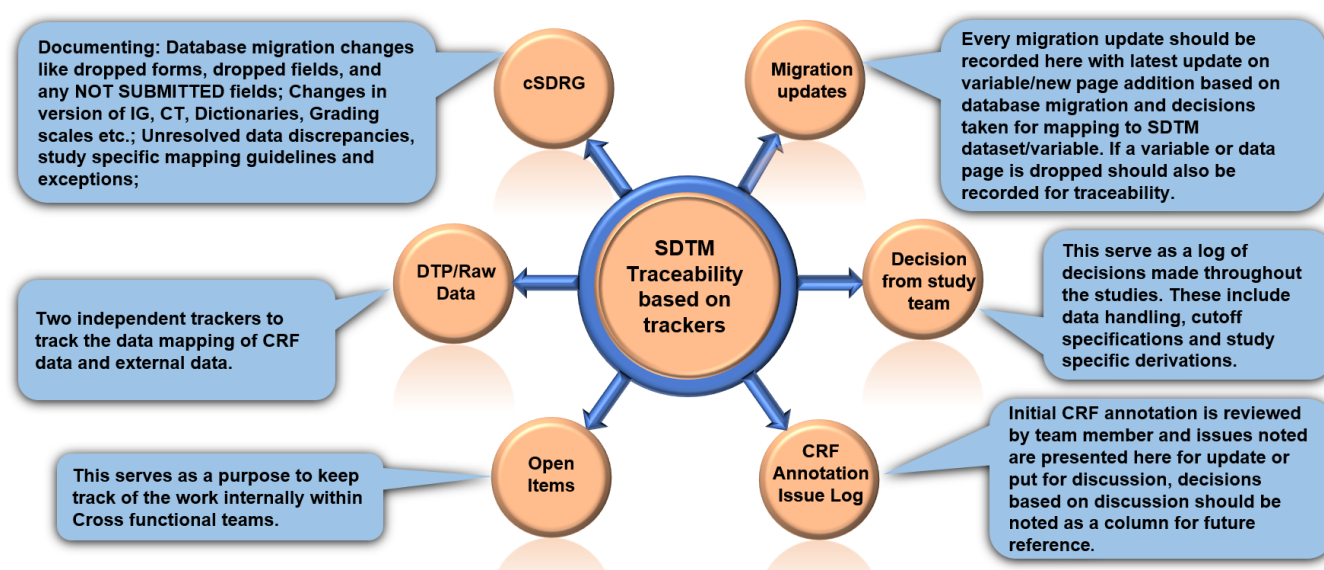 Documenting: Database migration changes
like dropped forms, dropped fields, and
any NOT SUBMITTED fields; Changes in
version of IG, CT, Dictionaries, Grading
scales etc.; Unresolved data discrepancies,
study specific mapping guidelines and
exceptions;
cSDRG
Migration
updates
Every migration update should be
recorded here with latest update on
variable/new page addition based on
database migration and decisions
taken for mapping to SDTM
dataset/variable. If a variable or data
page is dropped should also be
recorded for traceability.
Two independent trackers to
track the data mapping of CRF
data and external data.
DTP/Raw
Data
SDTM
Traceability
based on
trackers
Decision
from study
team
This serve as a log of
decisions made throughout
the studies. These include
data handling, cutoff
specifications and study
specific derivations.
This serves as a purpose to keep
track of the work internally within
Cross functional teams.
Open
Items
CRF
Annotation
Issue Log
Initial CRF annotation is reviewed
by team member and issues noted
are presented here for update or
put for discussion, decisions
based on discussion should be
noted as a column for future
reference.